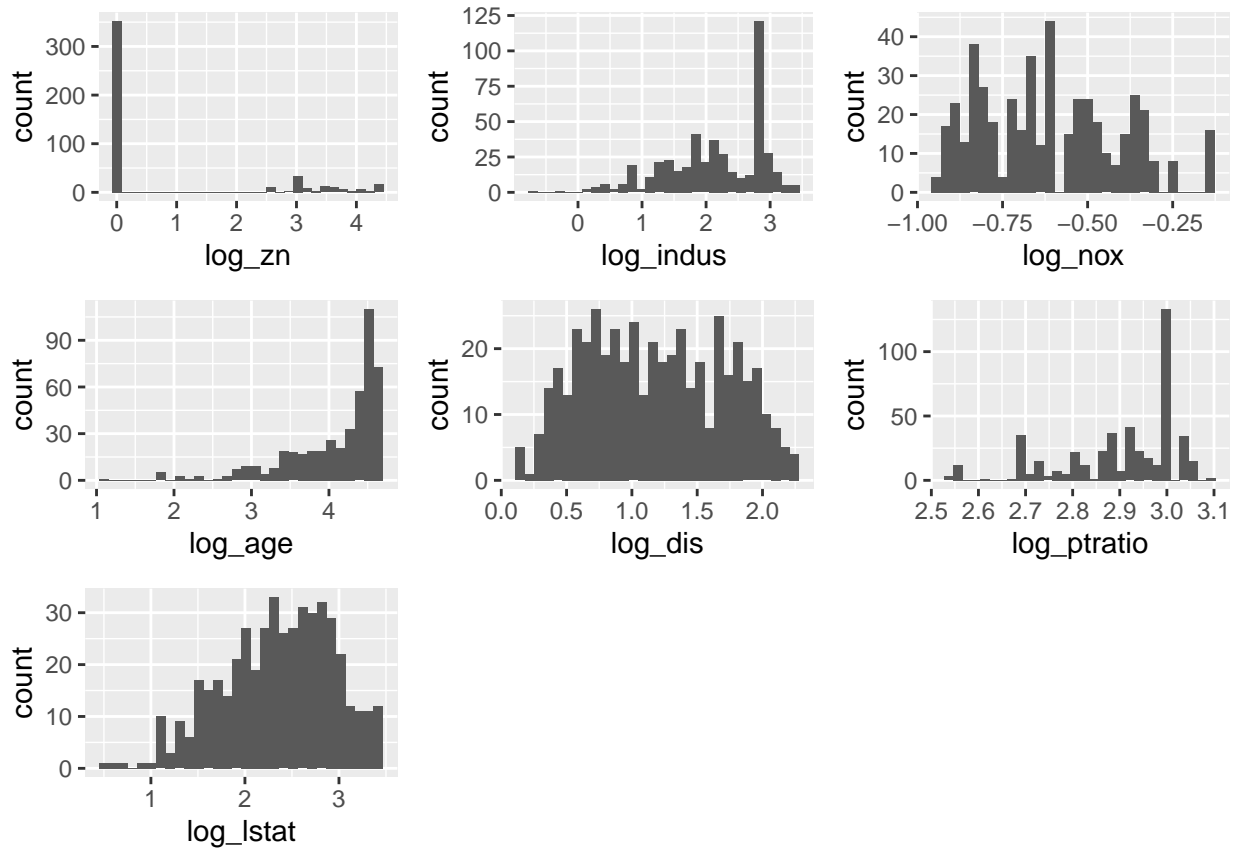 count
300
200
100
0
0 1 2 3 4
log_zn
count
125
100
75
50
25
0
0 1 2 3
log_indus
count
40
30
20
10
0
−1.00 −0.75 −0.50 −0.25
log_nox
count
90
60
30
0
1 2 3 4
log_age
count
20
10
0
0.0 0.5 1.0 1.5 2.0
log_dis
count
100
50
0
2.5 2.6 2.7 2.8 2.9 3.0 3.1
log_ptratio
count
30
20
10
0
1 2 3
log_lstat